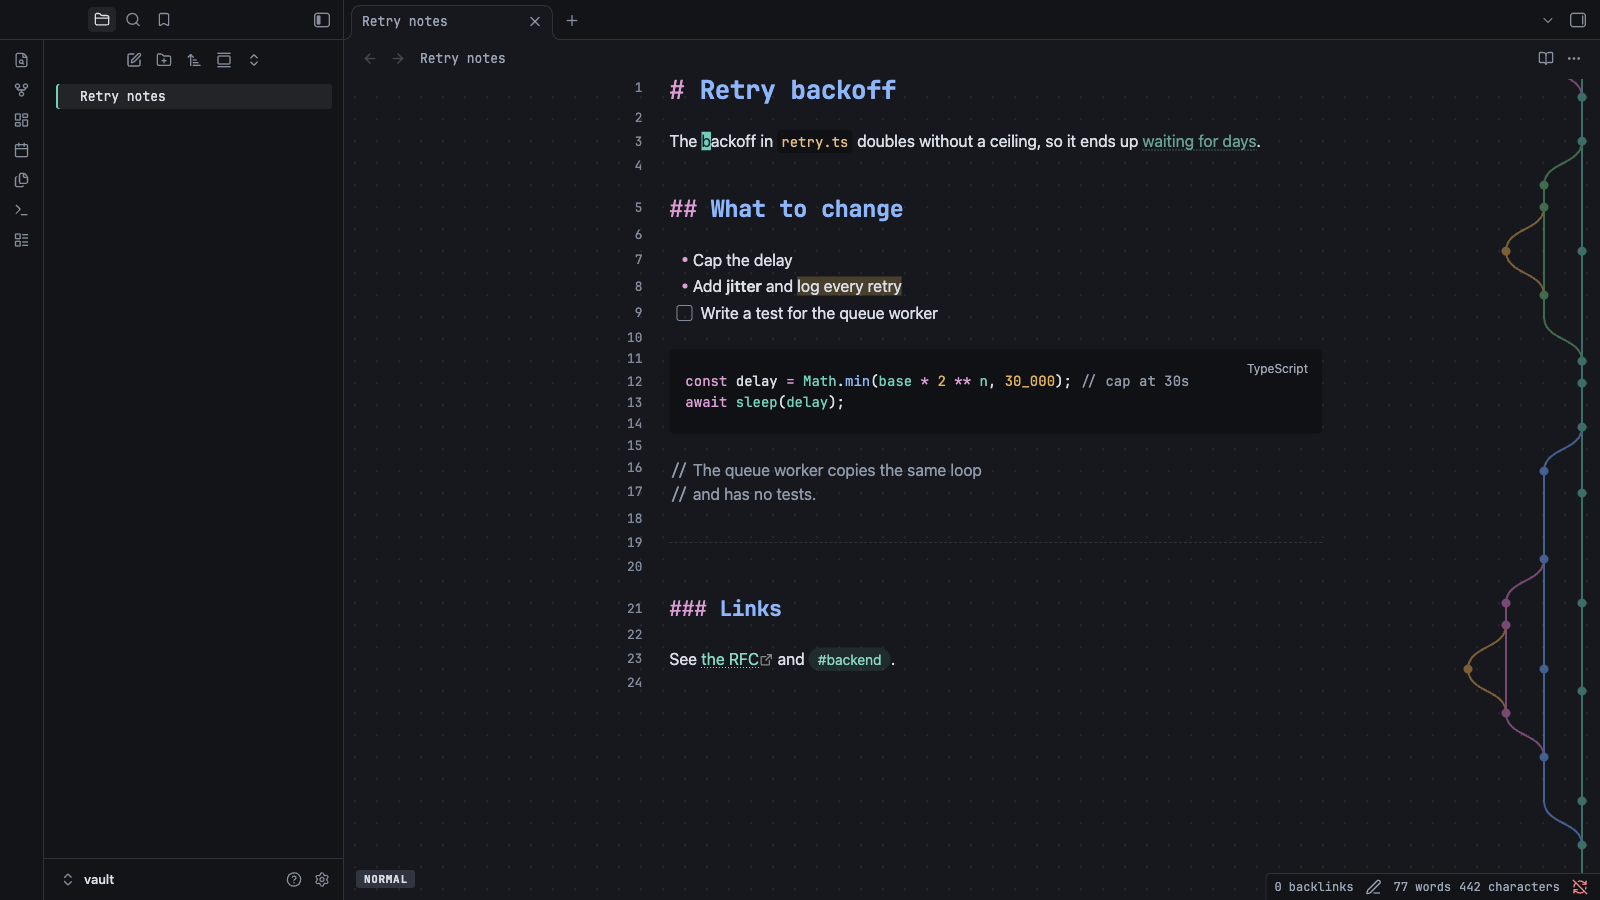 Retry notes
Retry notes
Retry notes
1 # Retry backoff
2
3 The backoff in retry.ts doubles without a ceiling, so it ends up waiting for days.
4
5 ## What to change
6
7 • Cap the delay
8 • Add jitter and log every retry
9 Write a test for the queue worker
10
11 TypeScript
12 const delay = Math.min(base * 2 ** n, 30_000); // cap at 30s
13 await sleep(delay);
14
15
16 // The queue worker copies the same loop
17 // and has no tests.
18
19
20
21 ### Links
22
23 See the RFC and #backend.
24
vault
NORMAL
0 backlinks 77 words 442 characters